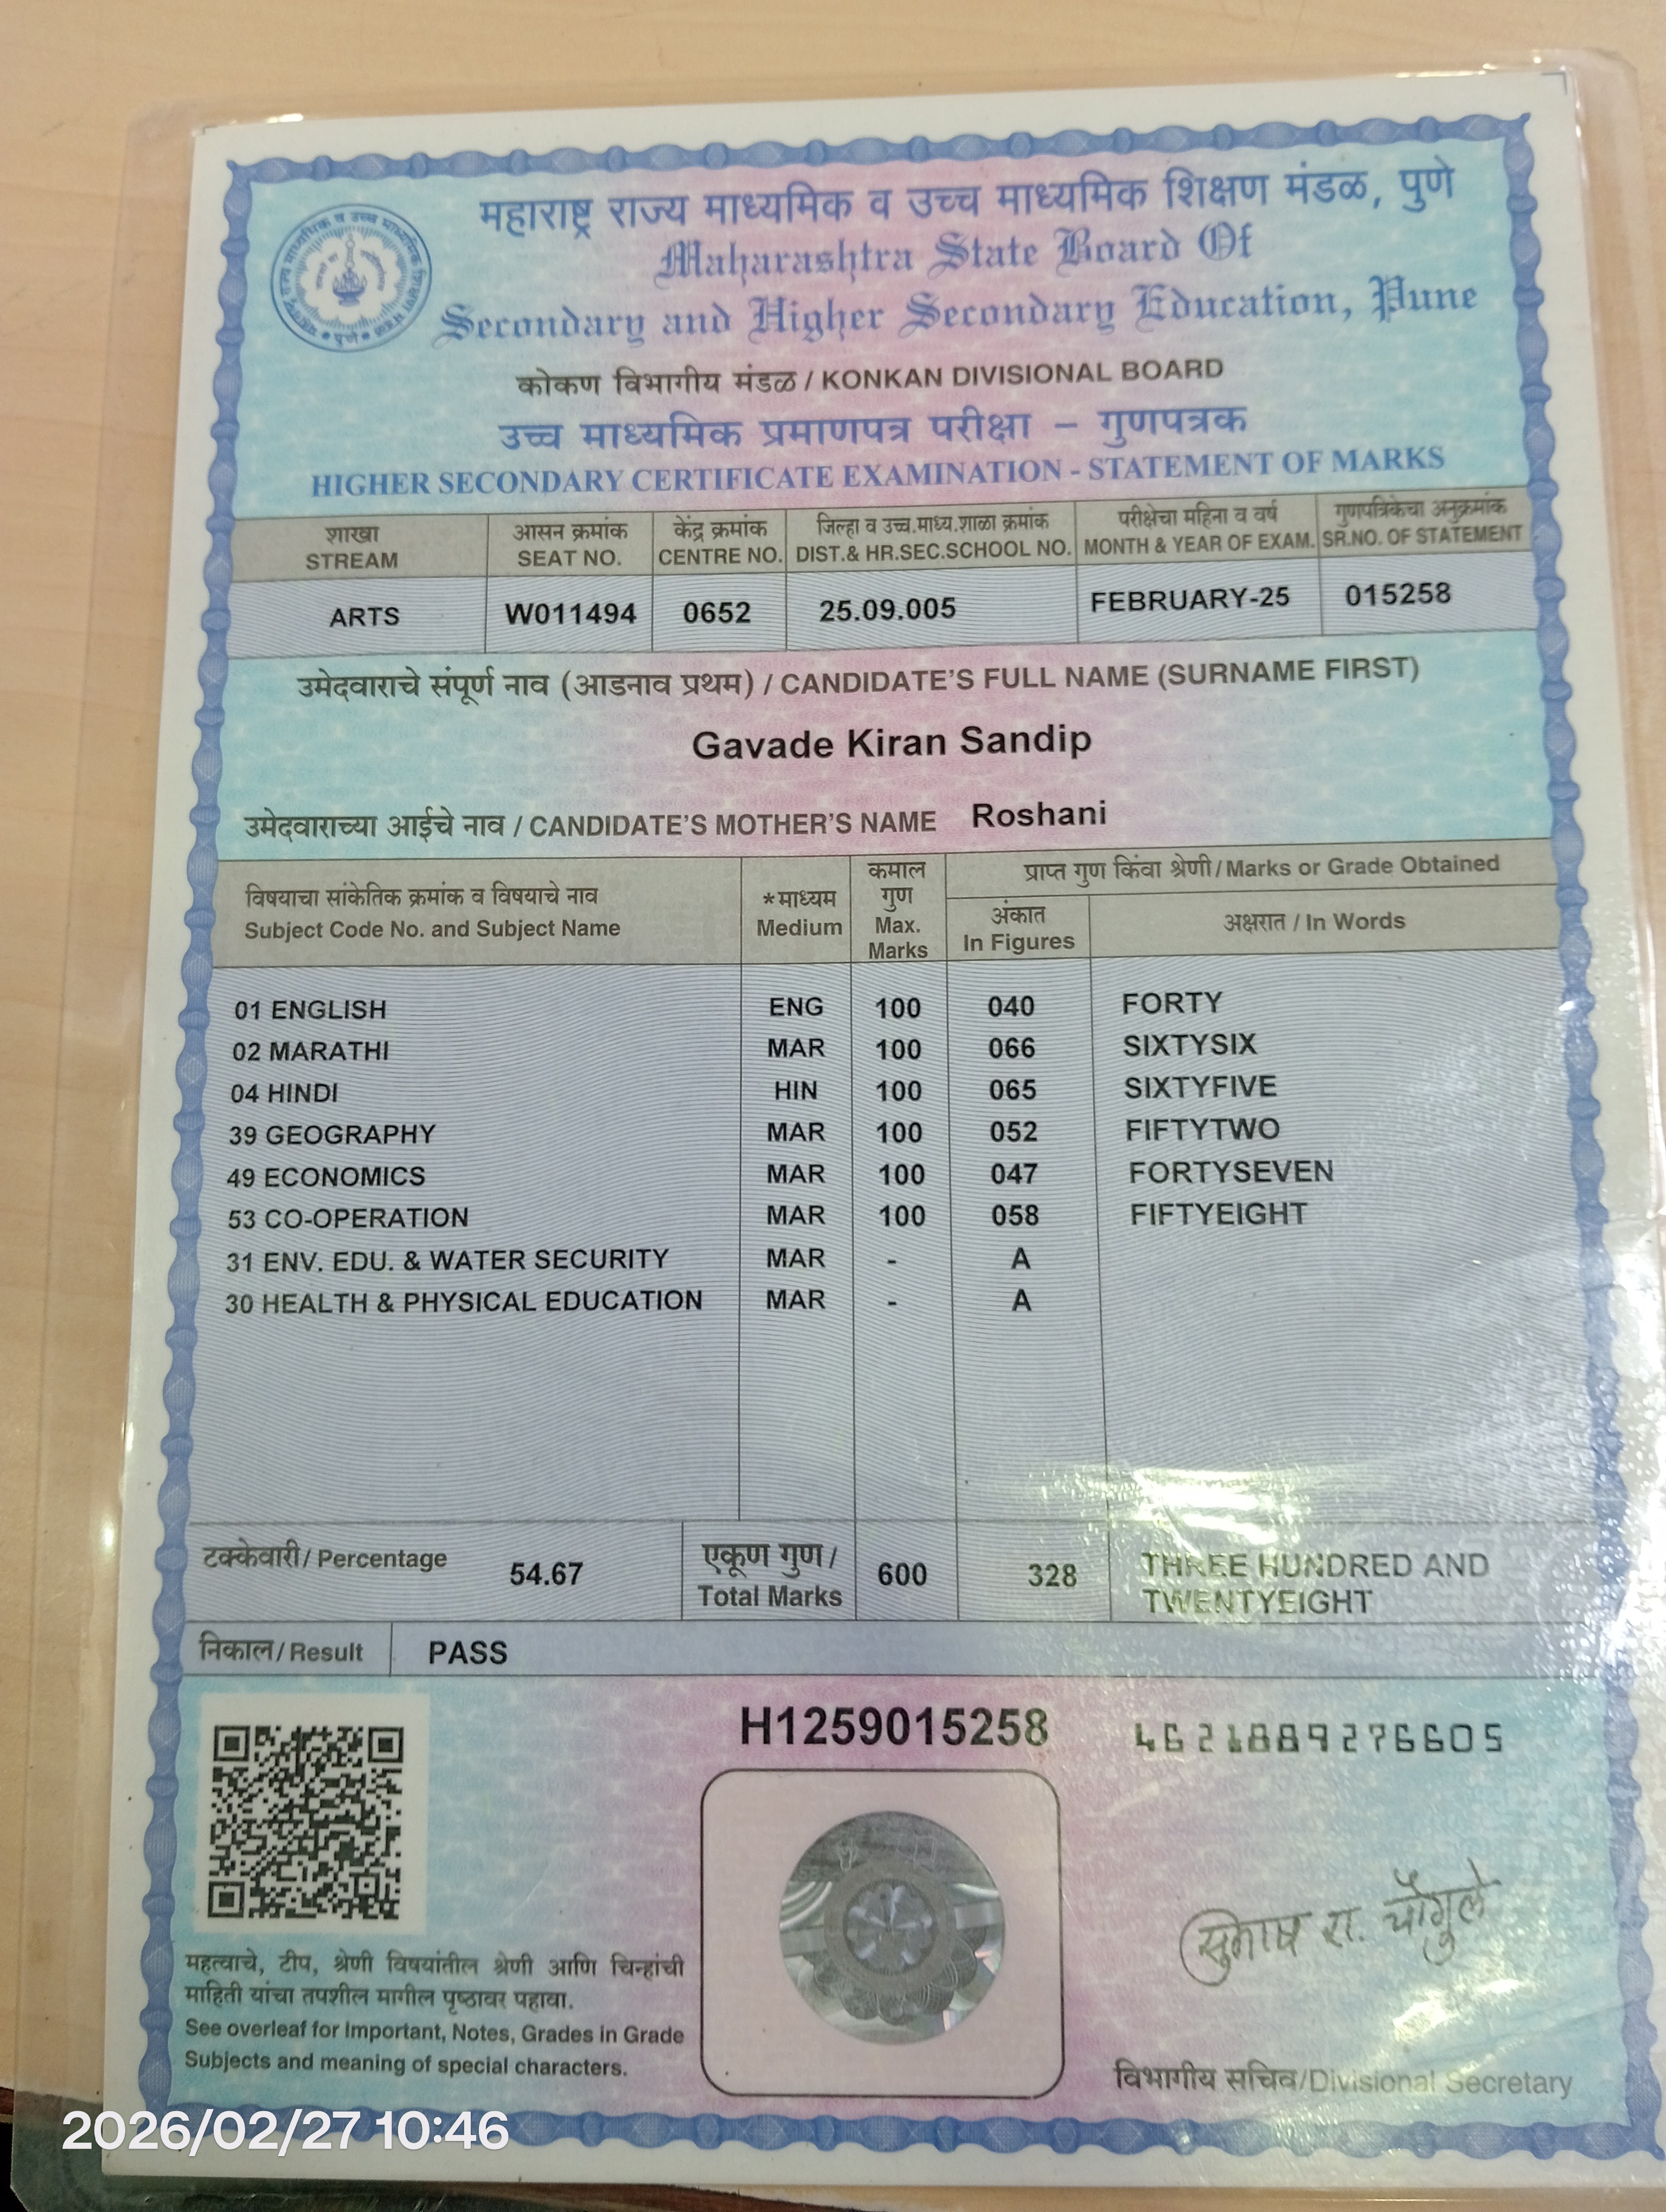 महाराष्ट्र राज्य माध्यमिक व उच्च माध्यमिक शिक्षण मंडळ, पुणे
Maharashtra State Board Of
Secondary and Higher Secondary Education, Pune
कोकण विभागीय मंडळ / KONKAN DIVISIONAL BOARD
उच्च माध्यमिक प्रमाणपत्र परीक्षा – गुणपत्रक
HIGHER SECONDARY CERTIFICATE EXAMINATION - STATEMENT OF MARKS
शाखा आसन क्रमांक केंद्र क्रमांक जिल्हा व उच्च.माध्य.शाळा क्रमांक परीक्षेचा महिना व वर्ष गुणपत्रिकेचा अनुक्रमांक
STREAM SEAT NO. CENTRE NO. DIST.& HR.SEC.SCHOOL NO. MONTH & YEAR OF EXAM. SR.NO. OF STATEMENT
ARTS W011494 0652 25.09.005 FEBRUARY-25 015258
उमेदवाराचे संपूर्ण नाव (आडनाव प्रथम) / CANDIDATE'S FULL NAME (SURNAME FIRST)
Gavade Kiran Sandip
उमेदवाराच्या आईचे नाव / CANDIDATE'S MOTHER'S NAME Roshani
विषयाचा सांकेतिक क्रमांक व विषयाचे नाव
Subject Code No. and Subject Name
*माध्यम
Medium
कमाल
गुण
Max.
Marks
प्राप्त गुण किंवा श्रेणी / Marks or Grade Obtained
अंकात
In Figures
अक्षरात / In Words
01 ENGLISH ENG 100 040 FORTY
02 MARATHI MAR 100 066 SIXTYSIX
04 HINDI HIN 100 065 SIXTYFIVE
39 GEOGRAPHY MAR 100 052 FIFTYTWO
49 ECONOMICS MAR 100 047 FORTYSEVEN
53 CO-OPERATION MAR 100 058 FIFTYEIGHT
31 ENV. EDU. & WATER SECURITY MAR - A
30 HEALTH & PHYSICAL EDUCATION MAR - A
टक्केवारी / Percentage 54.67
एकूण गुण /
Total Marks
600 328
THREE HUNDRED AND
TWENTYEIGHT
निकाल / Result PASS
H1259015258
4621889276605
महत्वाचे, टीप, श्रेणी विषयांतील श्रेणी आणि चिन्हांची
माहिती यांचा तपशील मागील पृष्ठावर पहावा.
See overleaf for Important, Notes, Grades in Grade
Subjects and meaning of special characters.
सुभाष रा. चौगुले
विभागीय सचिव/Divisional Secretary
2026/02/27 10:46